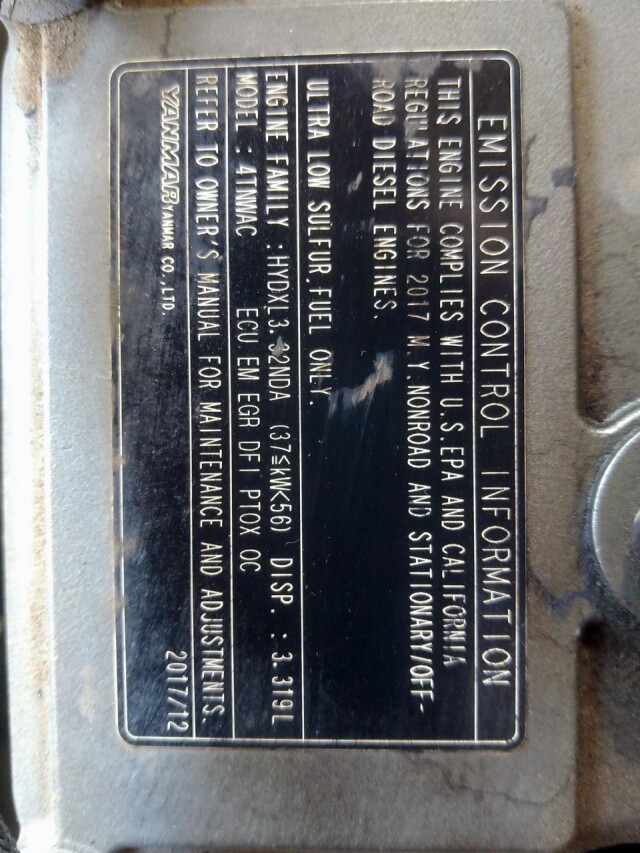 EMISSION CONTROL INFORMATION
THIS ENGINE COMPLIES WITH U.S.EPA AND CALIFORNIA
REGULATIONS FOR 2017 M.Y.NONROAD AND STATIONARY/OFF-
ROAD DIESEL ENGINES.
ULTRA LOW SULFUR FUEL ONLY.
ENGINE FAMILY :HYDXL3.32NDA (37≦kW<56) DISP. : 3.319L
MODEL : 4TNWAC ECU EM EGR DFI PTOX OC
REFER TO OWNER'S MANUAL FOR MAINTENANCE AND ADJUSTMENTS.
YANMAR YANMAR CO.,LTD. 2017/12